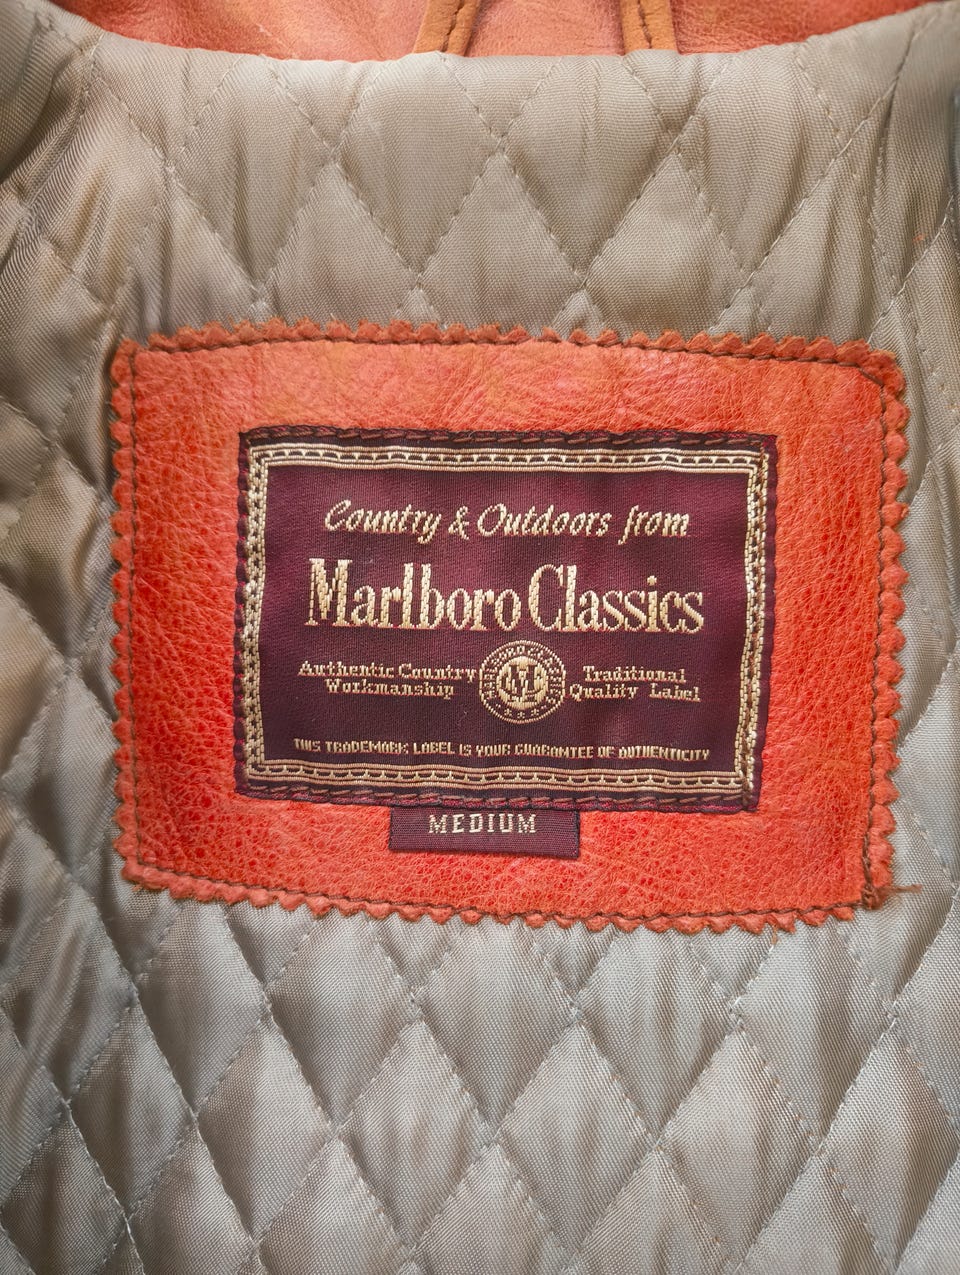 Country & Outdoors from
Marlboro Classics
Authentic Country Workmanship
Traditional Quality Label
THIS TRADEMARK LABEL IS YOUR GUARANTEE OF AUTHENTICITY
MEDIUM